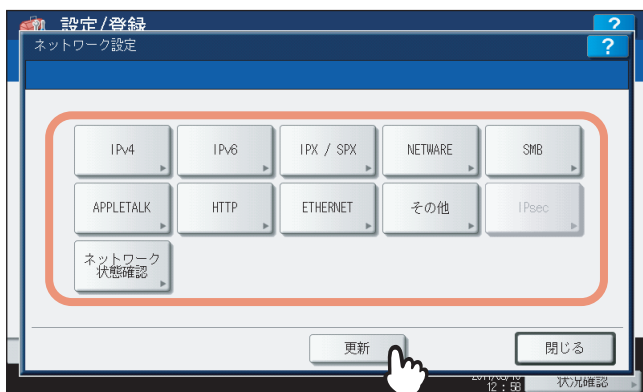 設定/登録 ?
ネットワーク設定 ?
IPv4 IPv6 IPX / SPX NETWARE SMB
APPLETALK HTTP ETHERNET その他 IPsec
ネットワーク
状態確認
更新 閉じる
12:58 状況確認